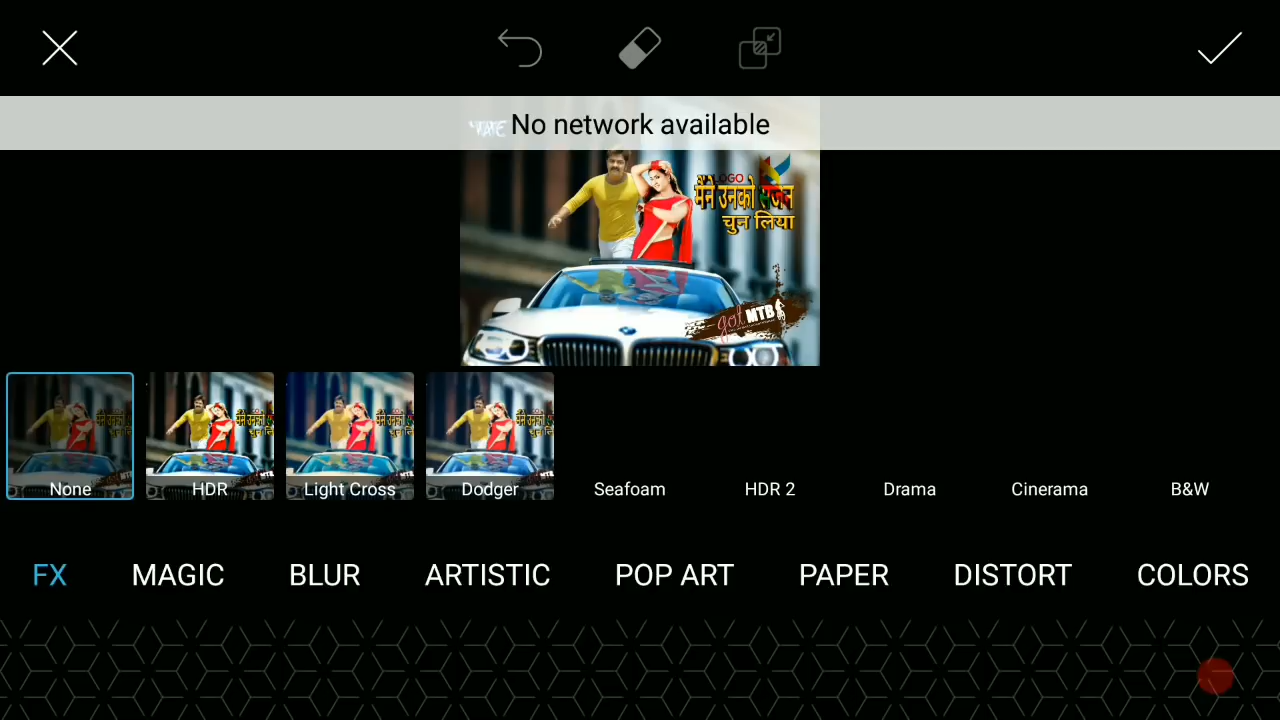 No network available
LOGO
मैंने उनको सजन
चुन लिया
got MTB
None
HDR
Light Cross
Dodger
Seafoam
HDR 2
Drama
Cinerama
B&W
FX
MAGIC
BLUR
ARTISTIC
POP ART
PAPER
DISTORT
COLORS